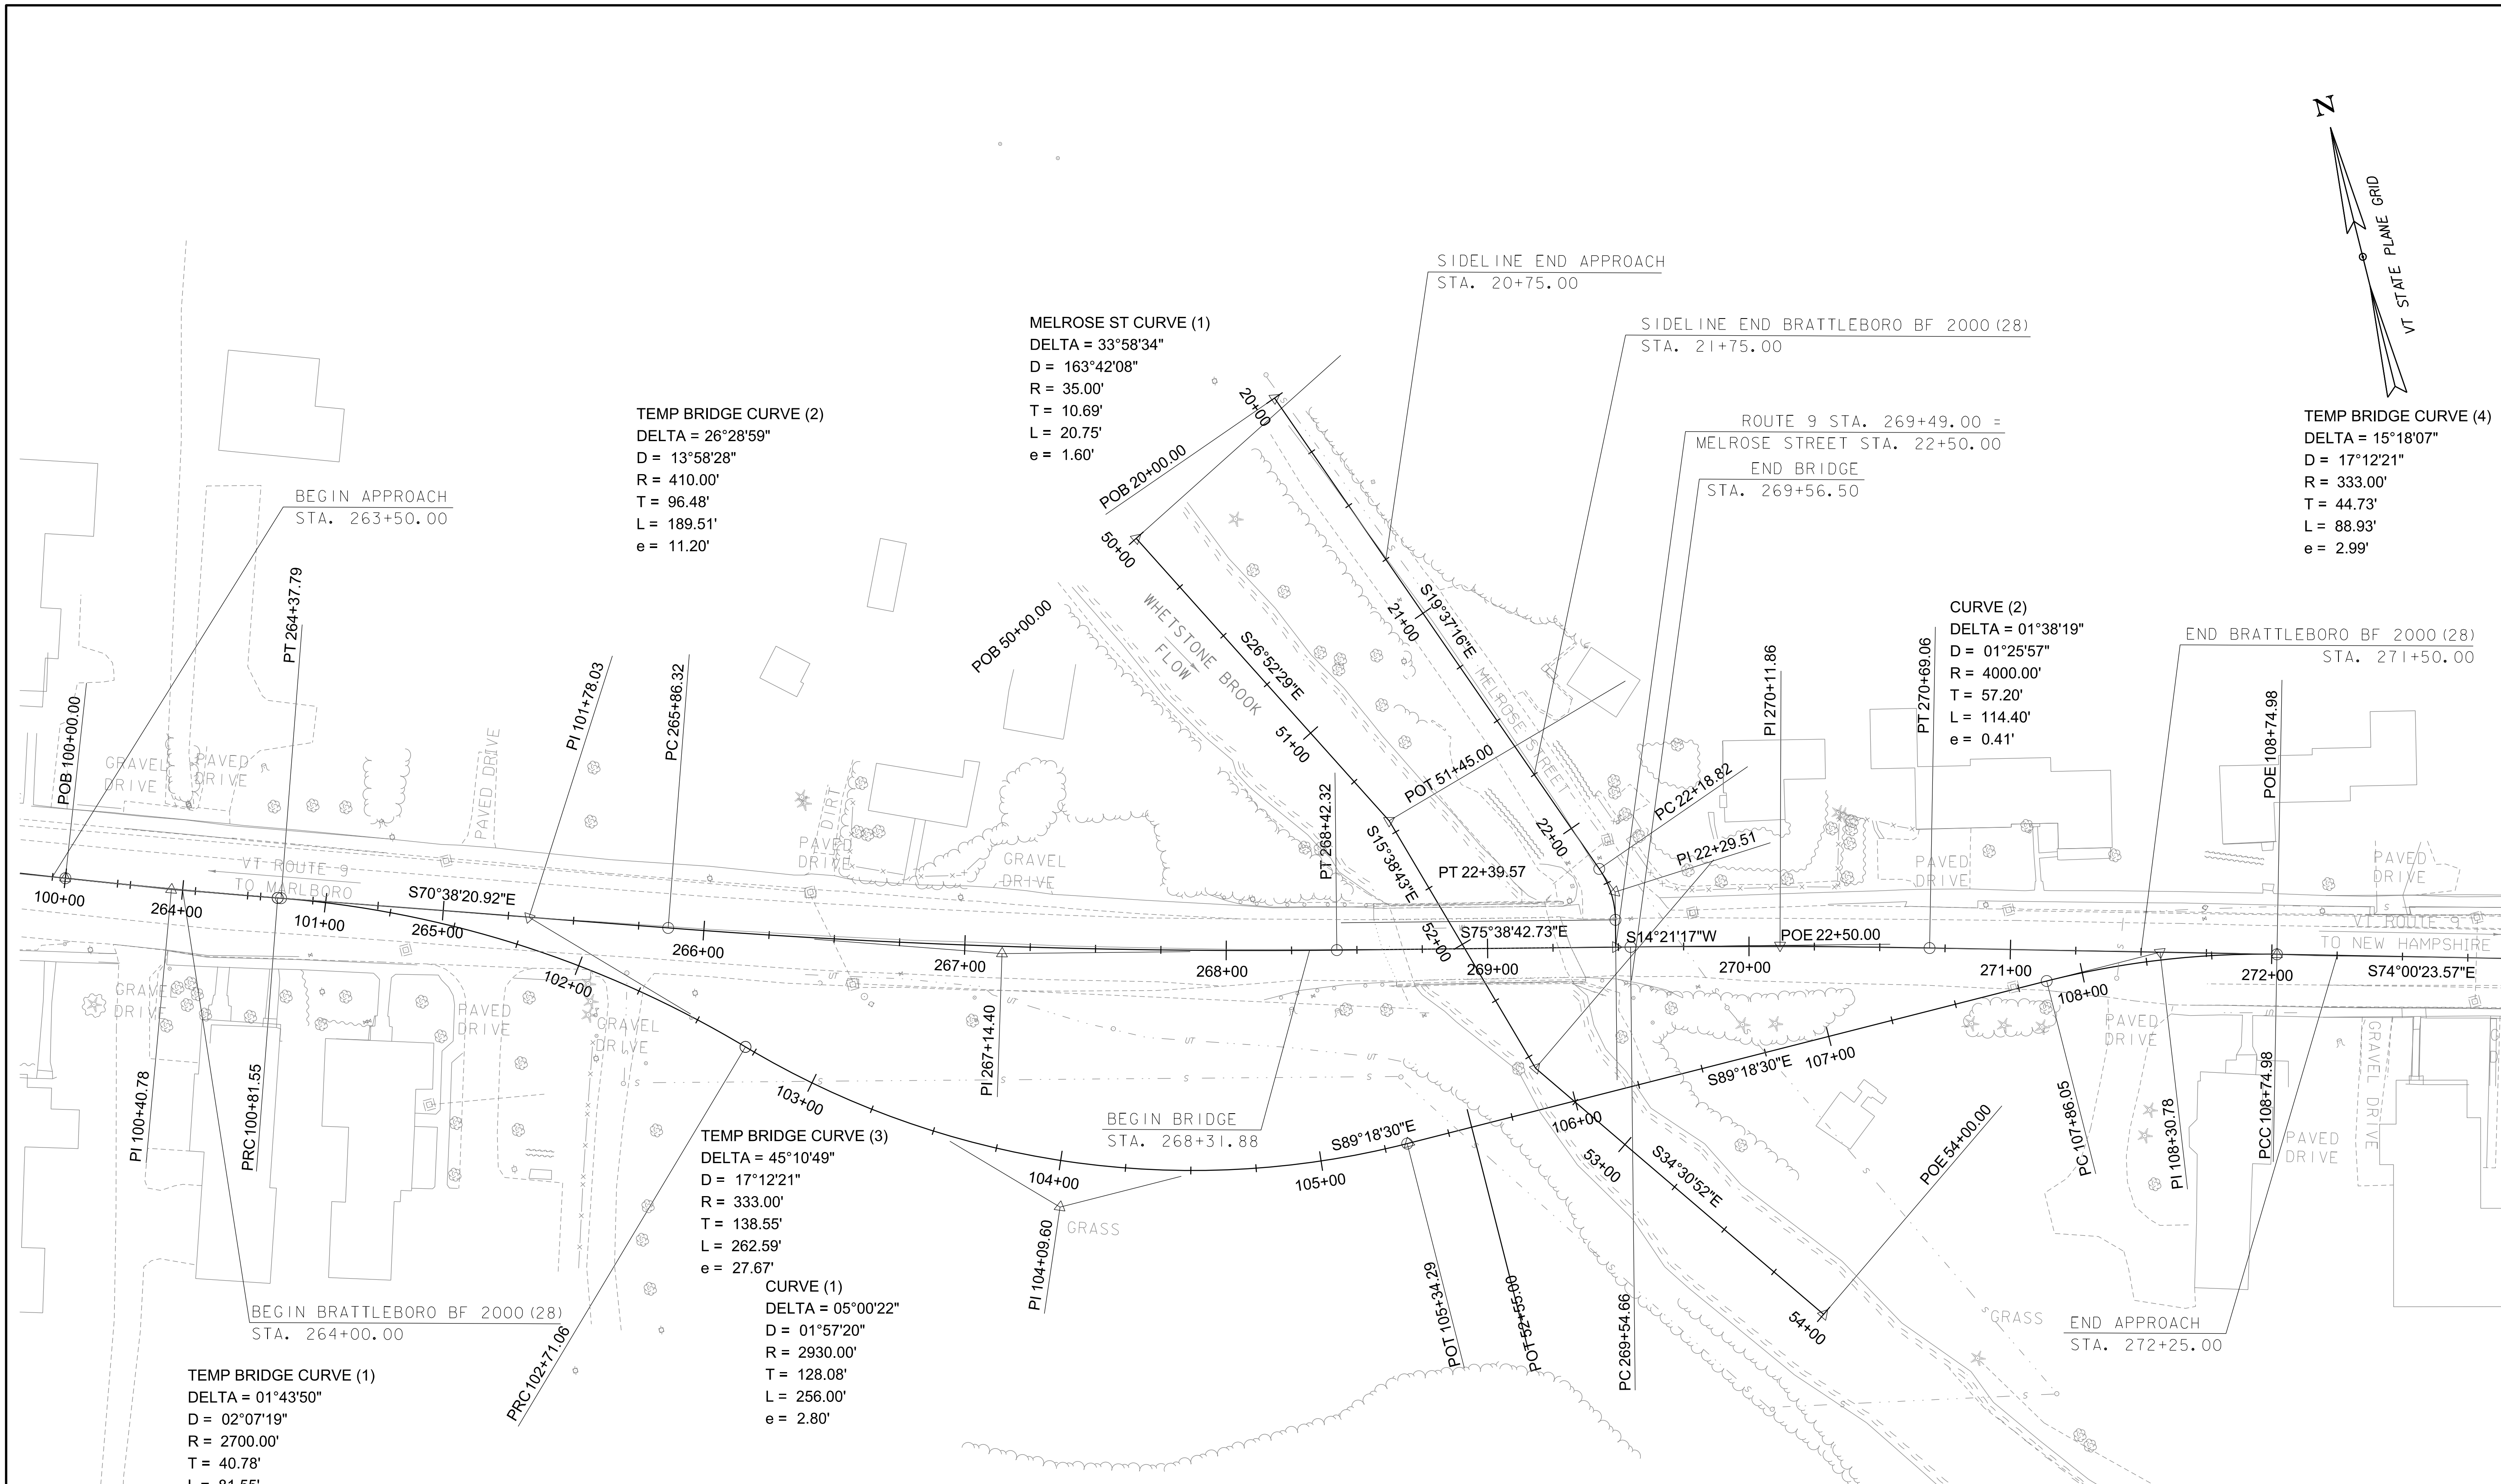 N
VT STATE PLANE GRID
SIDELINE END APPROACH
STA. 20+75.00
MELROSE ST CURVE (1)
DELTA = 33°58'34"
D = 163°42'08"
R = 35.00'
T = 10.69'
L = 20.75'
e = 1.60'
SIDELINE END BRATTLEBORO BF 2000(28)
STA. 21+75.00
TEMP BRIDGE CURVE (2)
DELTA = 26°28'59"
D = 13°58'28"
R = 410.00'
T = 96.48'
L = 189.51'
e = 11.20'
ROUTE 9 STA. 269+49.00 =
MELROSE STREET STA. 22+50.00
END BRIDGE
STA. 269+56.50
TEMP BRIDGE CURVE (4)
DELTA = 15°18'07"
D = 17°12'21"
R = 333.00'
T = 44.73'
L = 88.93'
e = 2.99'
BEGIN APPROACH
STA. 263+50.00
CURVE (2)
DELTA = 01°38'19"
D = 01°25'57"
R = 4000.00'
T = 57.20'
L = 114.40'
e = 0.41'
END BRATTLEBORO BF 2000(28)
STA. 271+50.00
20+00
POB 20+00.00
50+00
POB 50+00.00
WHETSTONE BROOK
FLOW
S26°52'29"E
51+00
S19°37'16"E
21+00
MELROSE STREET
POT 51+45.00
22+00
PC 22+18.82
PI 22+29.51
PT 22+39.57
S15°38'43"E
52+00
POB 100+00.00
PT 264+37.79
PI 101+78.03
PC 265+86.32
PT 268+42.32
PI 270+11.86
PT 270+69.06
POE 108+74.98
GRAVEL
DRIVE
PAVED
DRIVE
PAVED DRIVE
DIRT
PAVED
DRIVE
GRAVEL
DRIVE
PAVED
DRIVE
PAVED
DRIVE
VT ROUTE 9
TO MARLBORO
S70°38'20.92"E
S75°38'42.73"E
S14°21'17"W
POE 22+50.00
VT ROUTE 9
TO NEW HAMPSHIRE
S74°00'23.57"E
100+00
264+00
101+00
265+00
266+00
267+00
268+00
269+00
270+00
271+00
272+00
102+00
103+00
104+00
105+00
106+00
107+00
108+00
S89°18'30"E
S89°18'30"E
GRAVEL
DRIVE
PAVED
DRIVE
GRAVEL
DRIVE
PAVED
DRIVE
GRAVEL DRIVE
PAVED
DRIVE
UT
UT
UT
S
S
S
PI 100+40.78
PRC 100+81.55
PI 267+14.40
BEGIN BRIDGE
STA. 268+31.88
TEMP BRIDGE CURVE (3)
DELTA = 45°10'49"
D = 17°12'21"
R = 333.00'
T = 138.55'
L = 262.59'
e = 27.67'
PI 104+09.60
GRASS
53+00
S34°30'52"E
54+00
POE 54+00.00
PC 107+86.05
PI 108+30.78
PCC 108+74.98
POT 105+34.29
POT 52+55.00
PC 269+54.66
PRC 102+71.06
GRASS
END APPROACH
STA. 272+25.00
BEGIN BRATTLEBORO BF 2000(28)
STA. 264+00.00
CURVE (1)
DELTA = 05°00'22"
D = 01°57'20"
R = 2930.00'
T = 128.08'
L = 256.00'
e = 2.80'
TEMP BRIDGE CURVE (1)
DELTA = 01°43'50"
D = 02°07'19"
R = 2700.00'
T = 40.78'
L = 81.55'